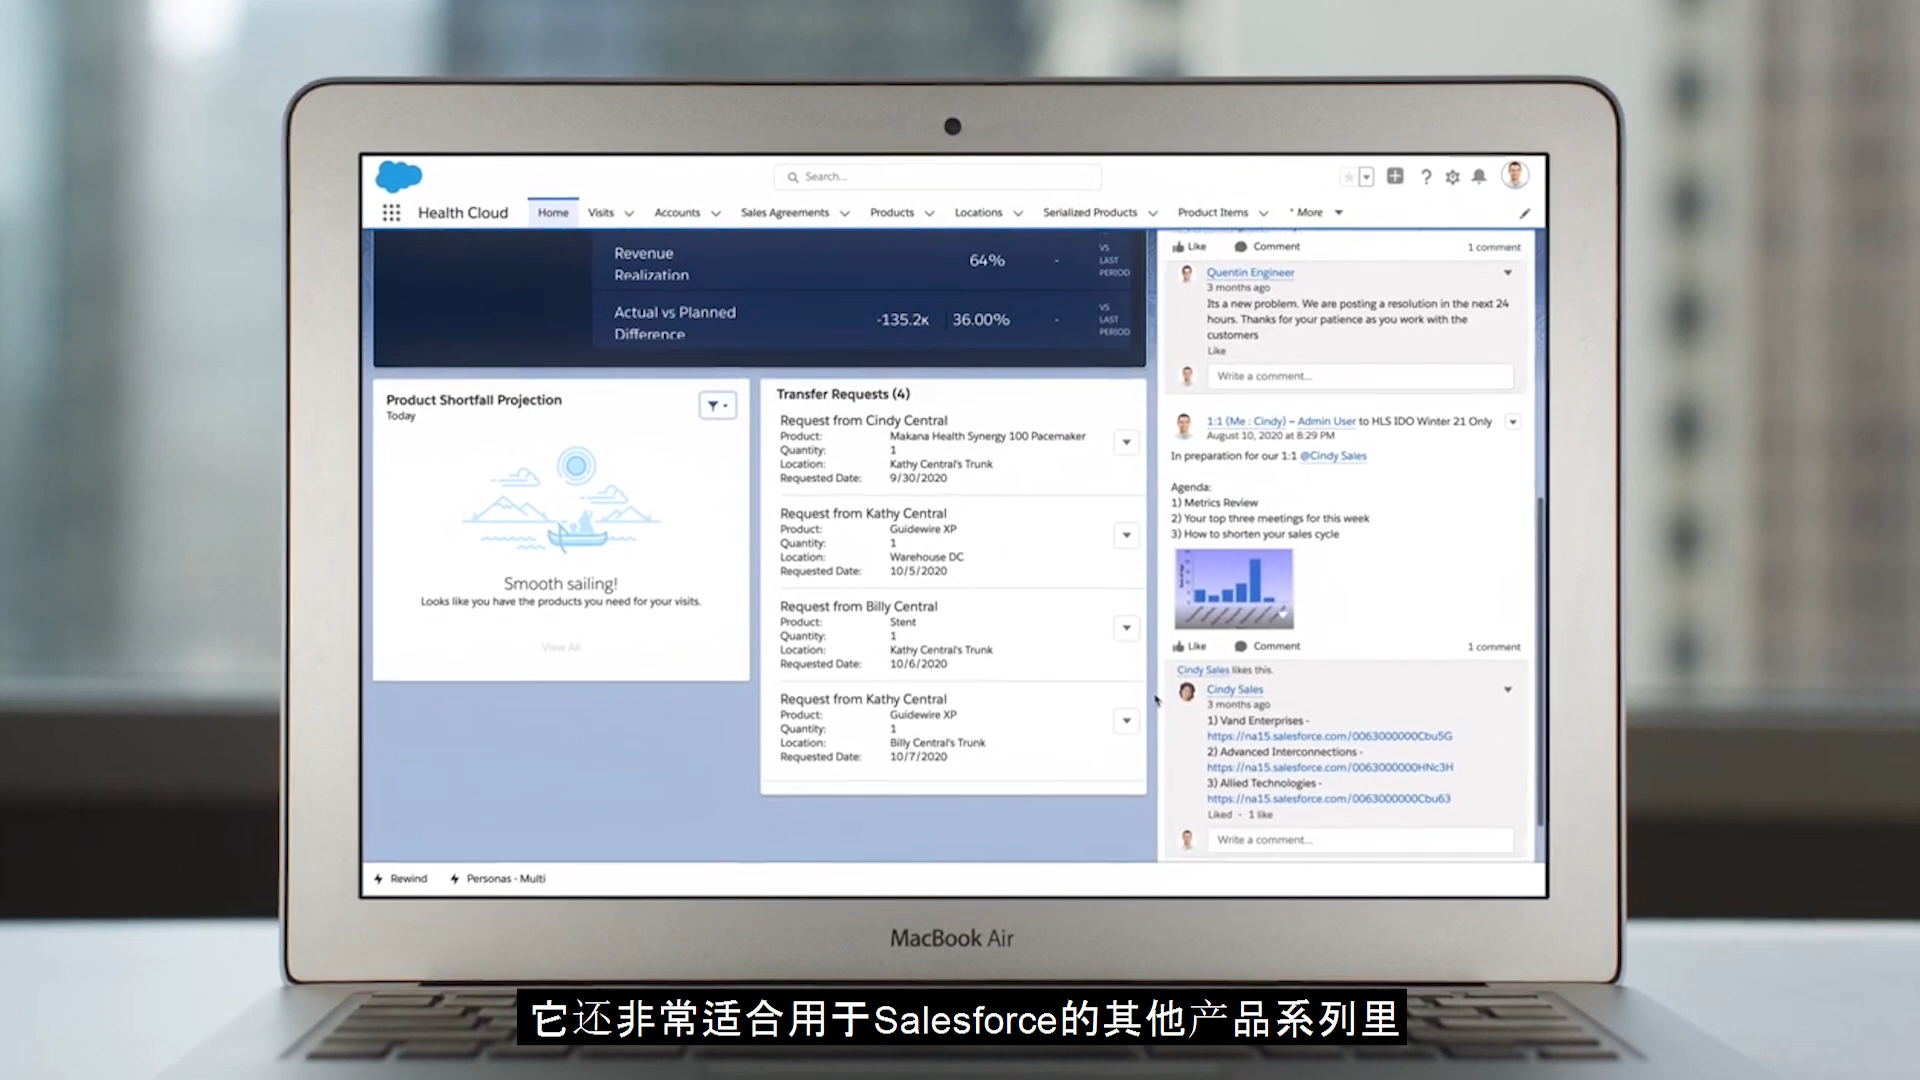 Search...
Health Cloud
Home
Visits
Accounts
Sales Agreements
Products
Locations
Serialized Products
Product Items
* More
Revenue
Realization
64%
-
VS
LAST
PERIOD
Actual vs Planned
Difference
-135.2K
36.00%
-
VS
LAST
PERIOD
Product Shortfall Projection
Today
Smooth sailing!
Looks like you have the products you need for your visits.
View All
Transfer Requests (4)
Request from Cindy Central
Product: Makana Health Synergy 100 Pacemaker
Quantity: 1
Location: Kathy Central's Trunk
Requested Date: 9/30/2020
Request from Kathy Central
Product: Guidewire XP
Quantity: 1
Location: Warehouse DC
Requested Date: 10/5/2020
Request from Billy Central
Product: Stent
Quantity: 1
Location: Kathy Central's Trunk
Requested Date: 10/6/2020
Request from Kathy Central
Product: Guidewire XP
Quantity: 1
Location: Billy Central's Trunk
Requested Date: 10/7/2020
Like
Comment
1 comment
Quentin Engineer
3 months ago
Its a new problem. We are posting a resolution in the next 24
hours. Thanks for your patience as you work with the
customers
Like
Write a comment...
1:1 (Me : Cindy) – Admin User to HLS IDO Winter 21 Only
August 10, 2020 at 8:29 PM
In preparation for our 1:1 @Cindy Sales
Agenda:
1) Metrics Review
2) Your top three meetings for this week
3) How to shorten your sales cycle
Like
Comment
1 comment
Cindy Sales likes this.
Cindy Sales
3 months ago
1) Vand Enterprises -
https://na15.salesforce.com/0063000000Cbu5G
2) Advanced Interconnections -
https://na15.salesforce.com/0063000000HNc3H
3) Allied Technologies -
https://na15.salesforce.com/0063000000Cbu63
Liked · 1 like
Write a comment...
Rewind
Personas - Multi
MacBook Air
它还非常适合用于Salesforce的其他产品系列里